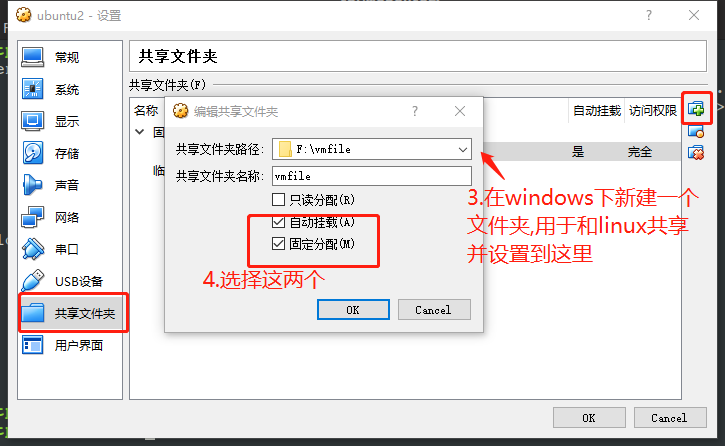 ubuntu2 - 设置
常规
系统
显示
存储
声音
网络
串口
USB设备
共享文件夹
用户界面
共享文件夹
共享文件夹(F)
名称
自动挂载 访问权限
固
是 完全
临
编辑共享文件夹
共享文件夹路径: F:\vmfile
共享文件夹名称: vmfile
只读分配(R)
自动挂载(A)
固定分配(M)
OK Cancel
3.在windows下新建一个
文件夹,用于和linux共享
并设置到这里
4.选择这两个
OK Cancel